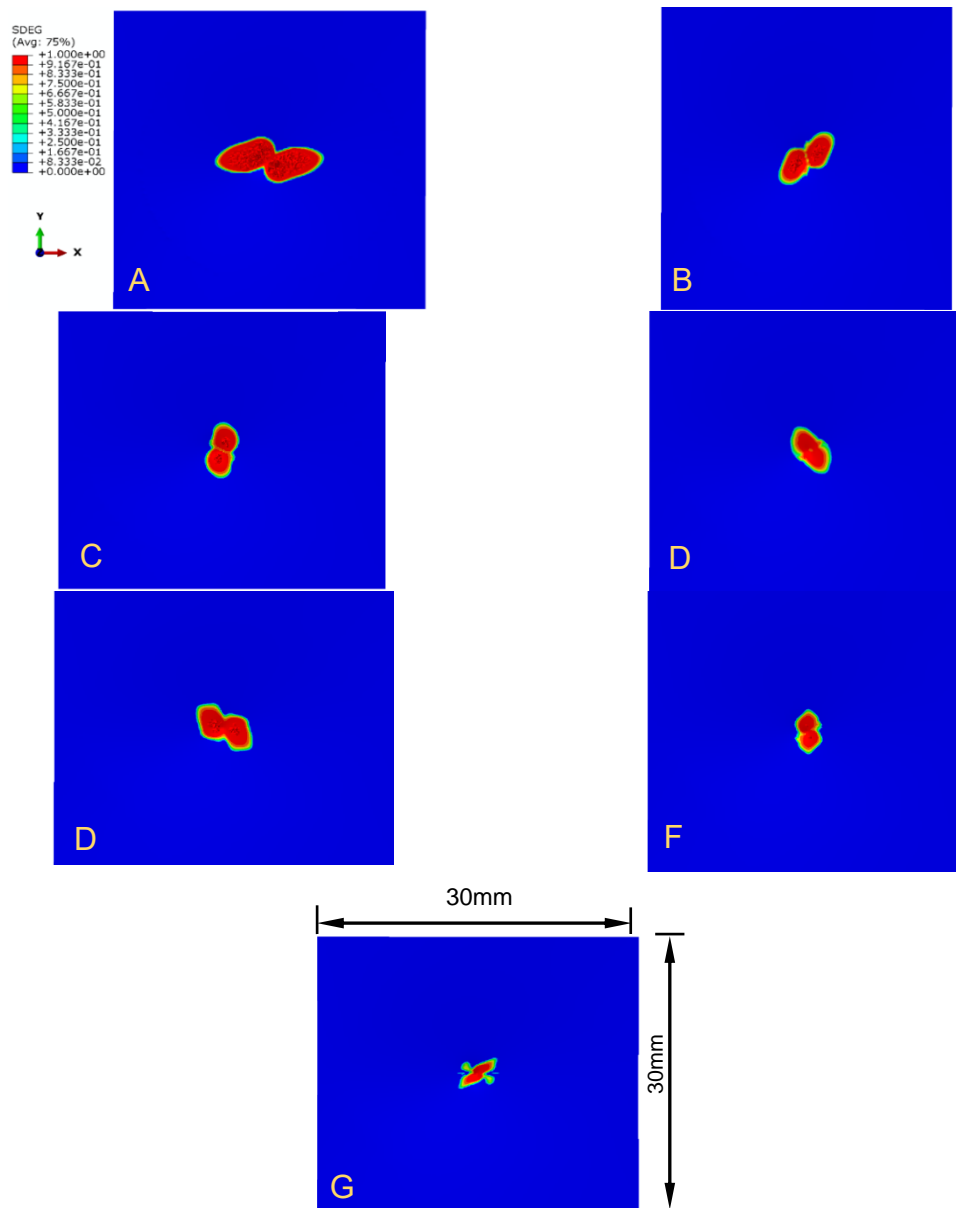 SDEG
(Avg: 75%)
+1.000e+00
+9.167e-01
+8.333e-01
+7.500e-01
+6.667e-01
+5.833e-01
+5.000e-01
+4.167e-01
+3.333e-01
+2.500e-01
+1.667e-01
+8.333e-02
+0.000e+00
Y
X
A
B
C
D
D
F
30mm
30mm
G